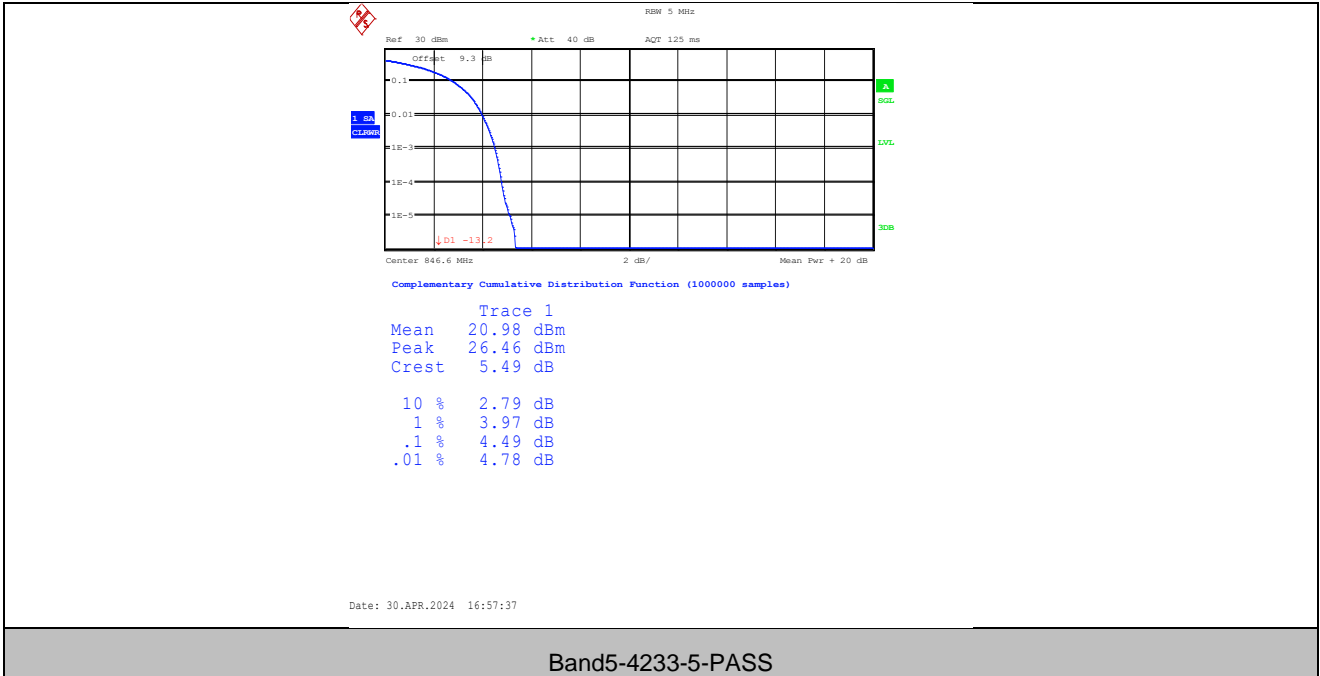 R S
RBW 5 MHz
Ref 30 dBm *Att 40 dB AQT 125 ms
Offset 9.3 dB
0.1
A
SGL
0.01
1 SA
CLRWR
1E-3
LVL
1E-4
1E-5
3DB
D1 -13.2
Center 846.6 MHz 2 dB/ Mean Pwr + 20 dB
Complementary Cumulative Distribution Function (1000000 samples)
Trace 1
Mean 20.98 dBm
Peak 26.46 dBm
Crest 5.49 dB
10 % 2.79 dB
1 % 3.97 dB
.1 % 4.49 dB
.01 % 4.78 dB
Date: 30.APR.2024 16:57:37
Band5-4233-5-PASS